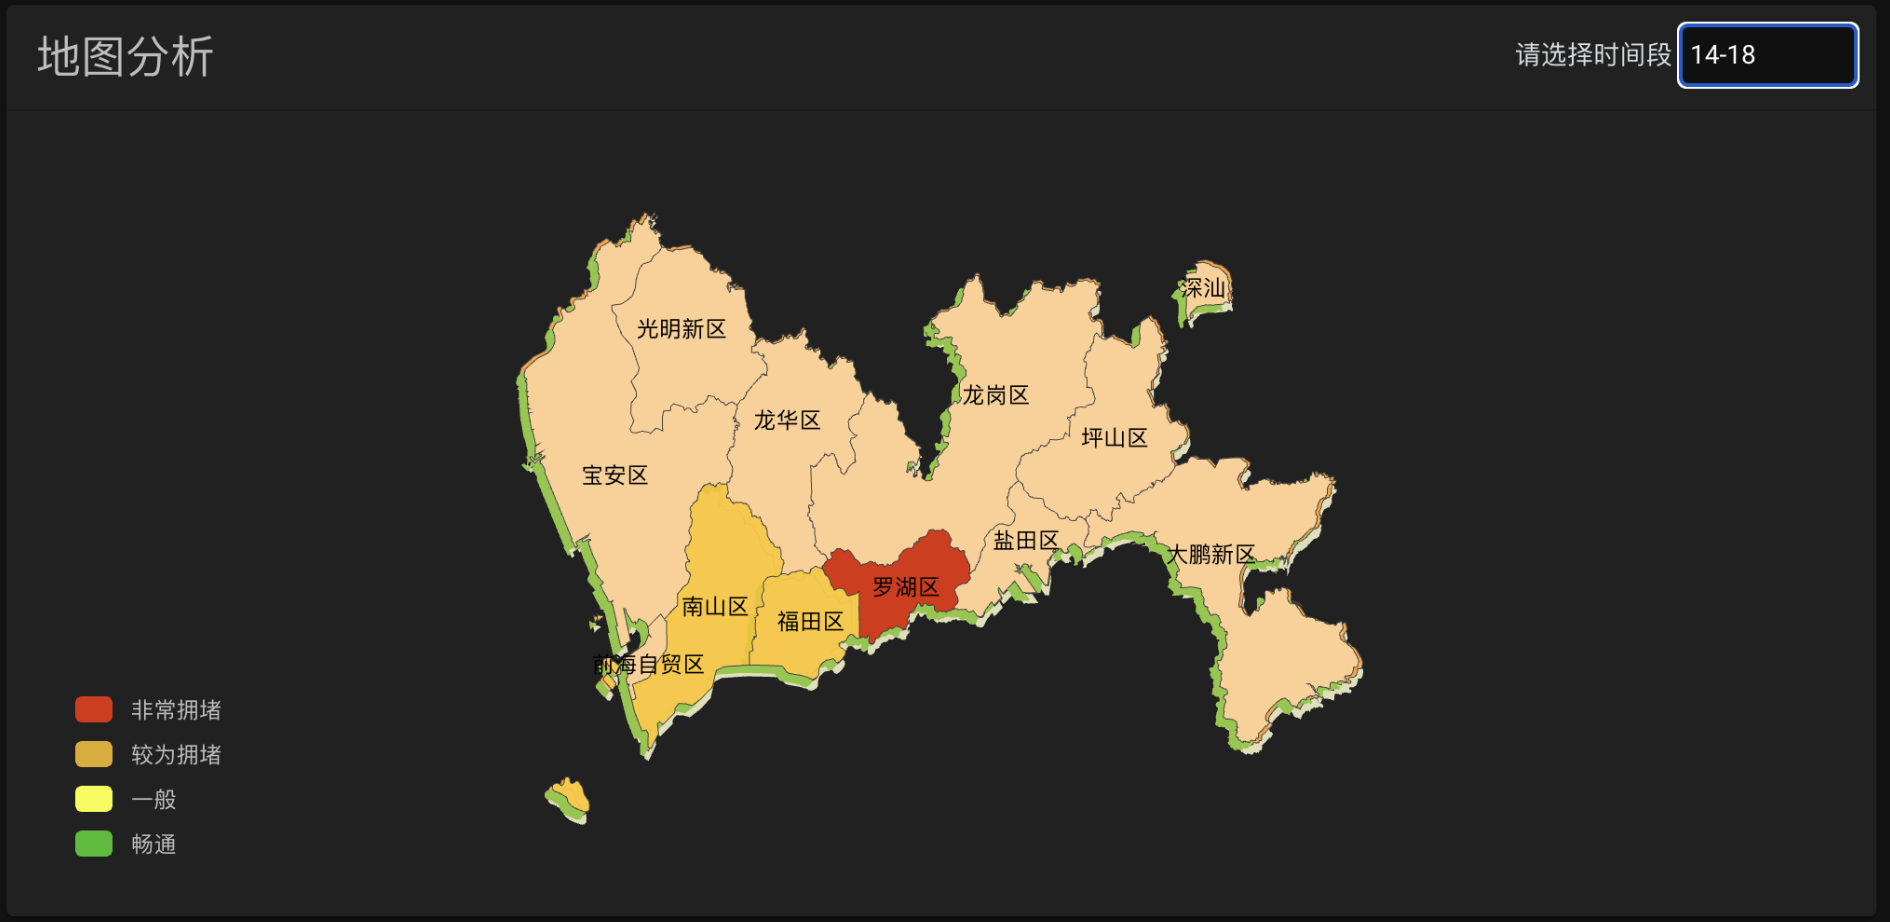 地图分析
请选择时间段 14-18
深汕
光明新区
龙岗区
龙华区
坪山区
宝安区
盐田区
大鹏新区
罗湖区
南山区
福田区
前海自贸区
非常拥堵
较为拥堵
一般
畅通